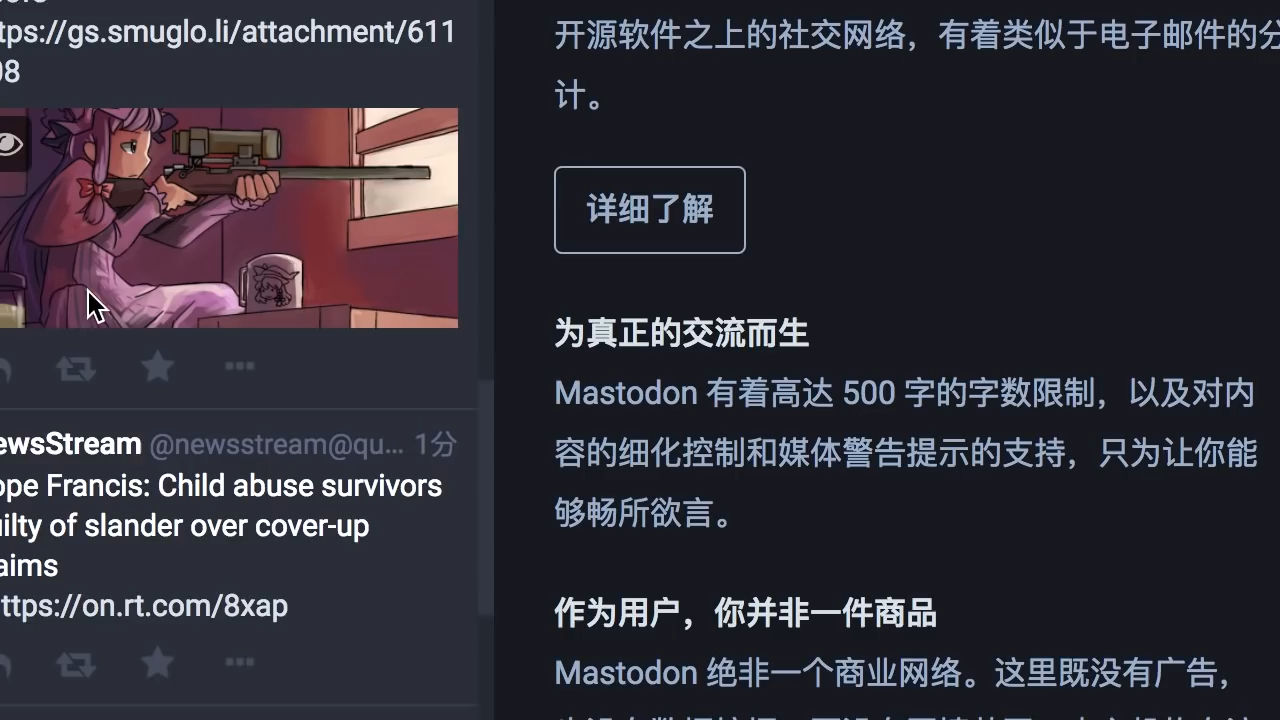 tps://gs.smuglo.li/attachment/611
08
ewsStream @newsstream@qu... 1分
ope Francis: Child abuse survivors
uilty of slander over cover-up
aims
ttps://on.rt.com/8xap
开源软件之上的社交网络，有着类似于电子邮件的分
计。
详细了解
为真正的交流而生
Mastodon 有着高达 500 字的字数限制，以及对内
容的细化控制和媒体警告提示的支持，只为让你能
够畅所欲言。
作为用户，你并非一件商品
Mastodon 绝非一个商业网络。这里既没有广告，